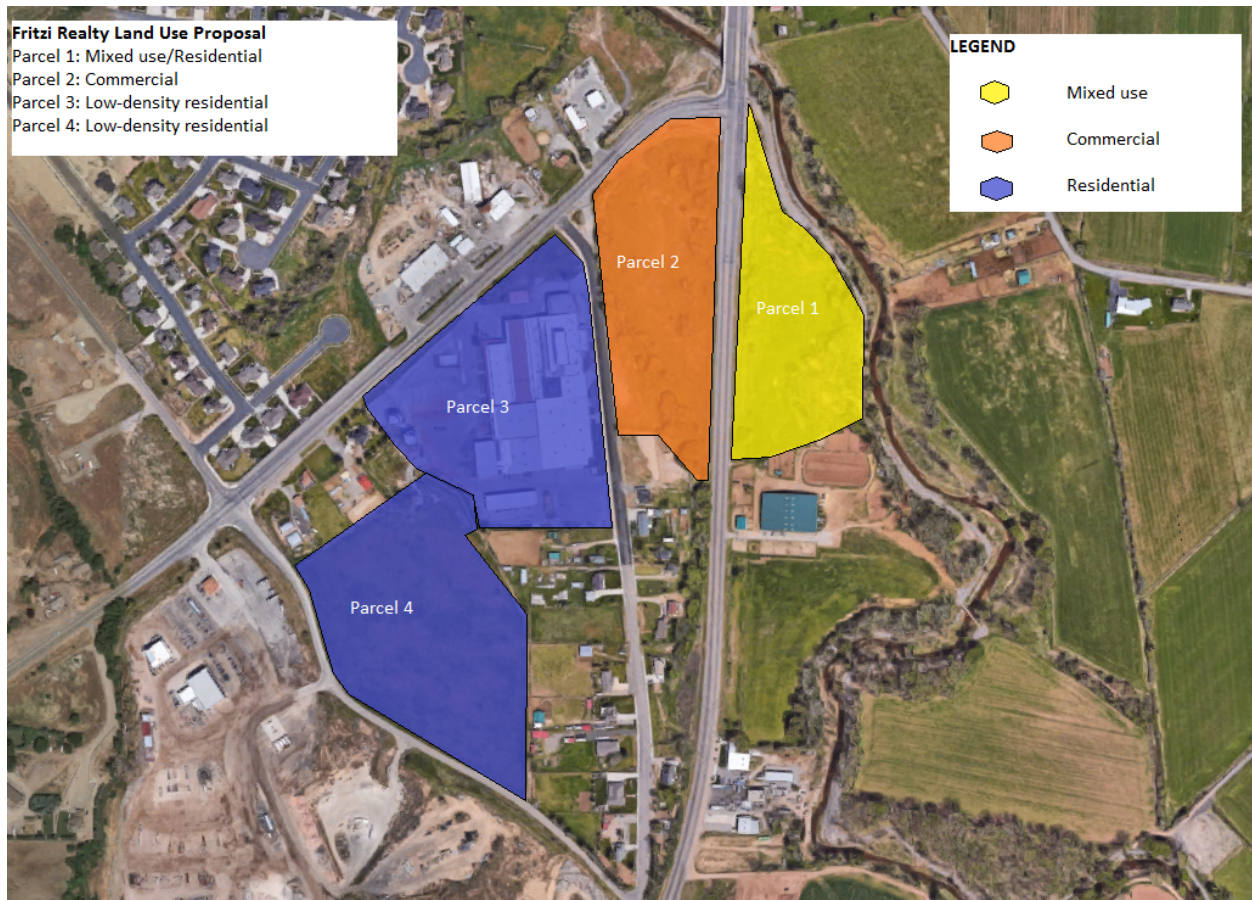 Fritzi Realty Land Use Proposal
Parcel 1: Mixed use/Residential
Parcel 2: Commercial
Parcel 3: Low-density residential
Parcel 4: Low-density residential
LEGEND
Mixed use
Commercial
Residential
Parcel 2
Parcel 1
Parcel 3
Parcel 4